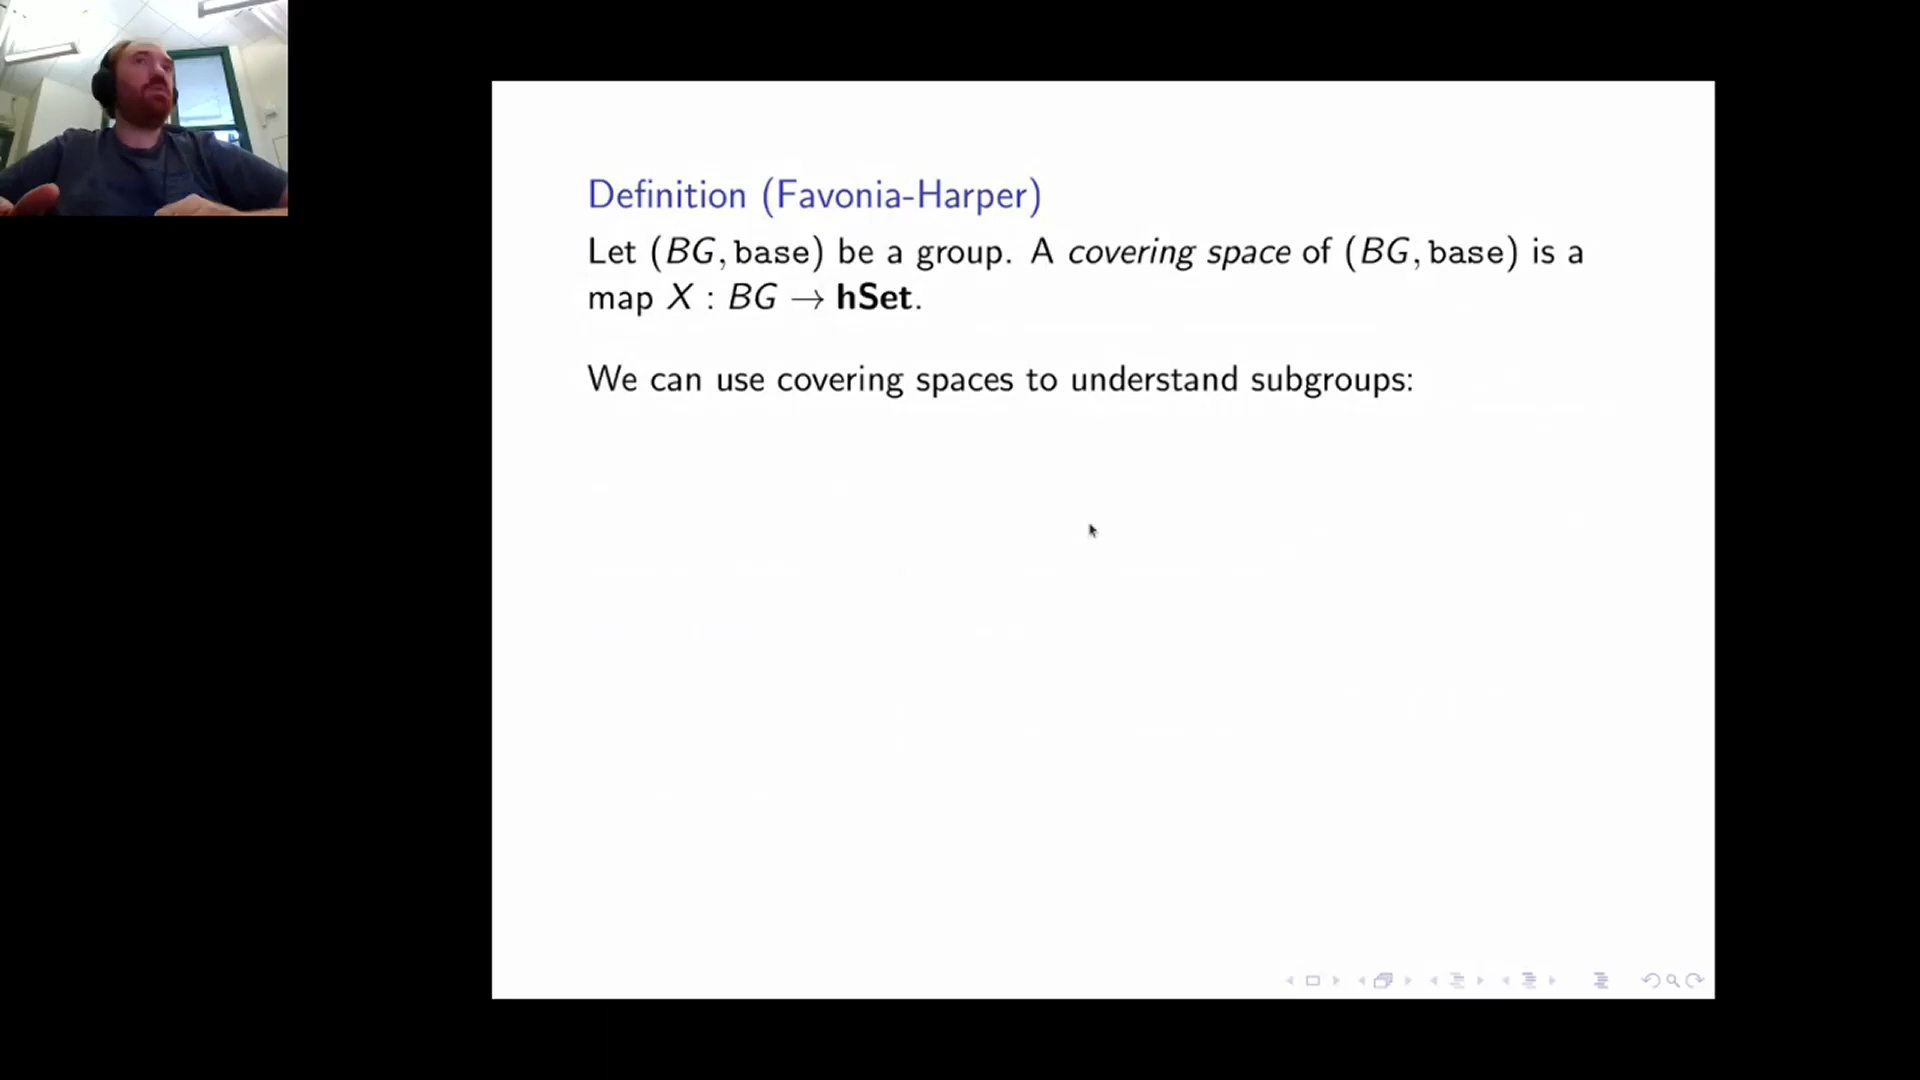 Definition (Favonia-Harper)
Let (BG, base) be a group. A covering space of (BG, base) is a
map X : BG → hSet.
We can use covering spaces to understand subgroups: